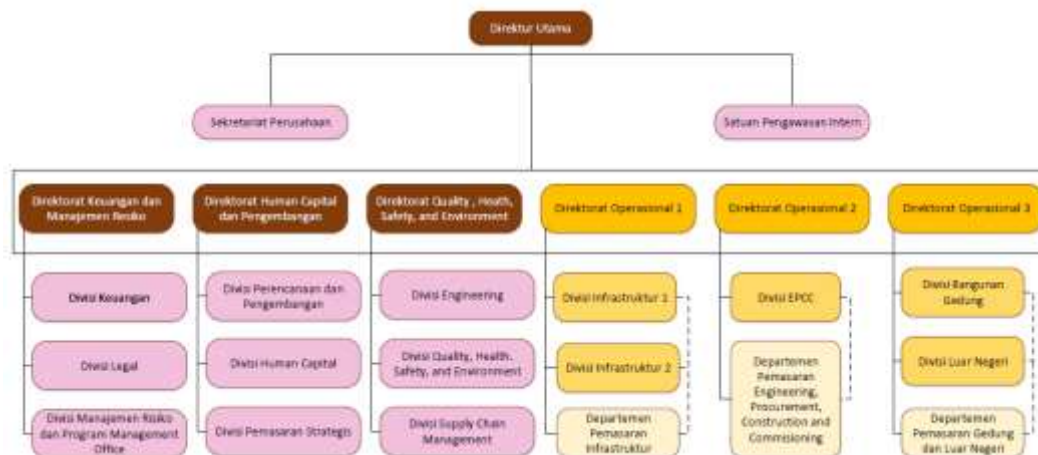 Direktur Utama
Sekretariat Perusahaan
Satuan Pengawasan Intern
Direktorat Keuangan dan
Manajemen Risiko
Direktorat Human Capital
dan Pengembangan
Direktorat Quality , Heath,
Safety, and Environment
Direktorat Operasional 1
Direktorat Operasional 2
Direktorat Operasional 3
Divisi Keuangan
Divisi Perencanaan dan
Pengembangan
Divisi Engineering
Divisi Infrastruktur 1
Divisi EPCC
Divisi Bangunan
Gedung
Divisi Legal
Divisi Human Capital
Divisi Quality, Health.
Safety, and Environment
Divisi Infrastruktur 2
Departemen
Pemasaran
Engineering,
Procurement,
Construction and
Commisioning
Divisi Luar Negeri
Divisi Manajemen Risiko
dan Program Management
Office
Divisi Pemasaran Strategis
Divisi Supply Chain
Management
Departemen
Pemasaran
Infrastruktur
Departemen
Pemasaran Gedung
dan Luar Negeri